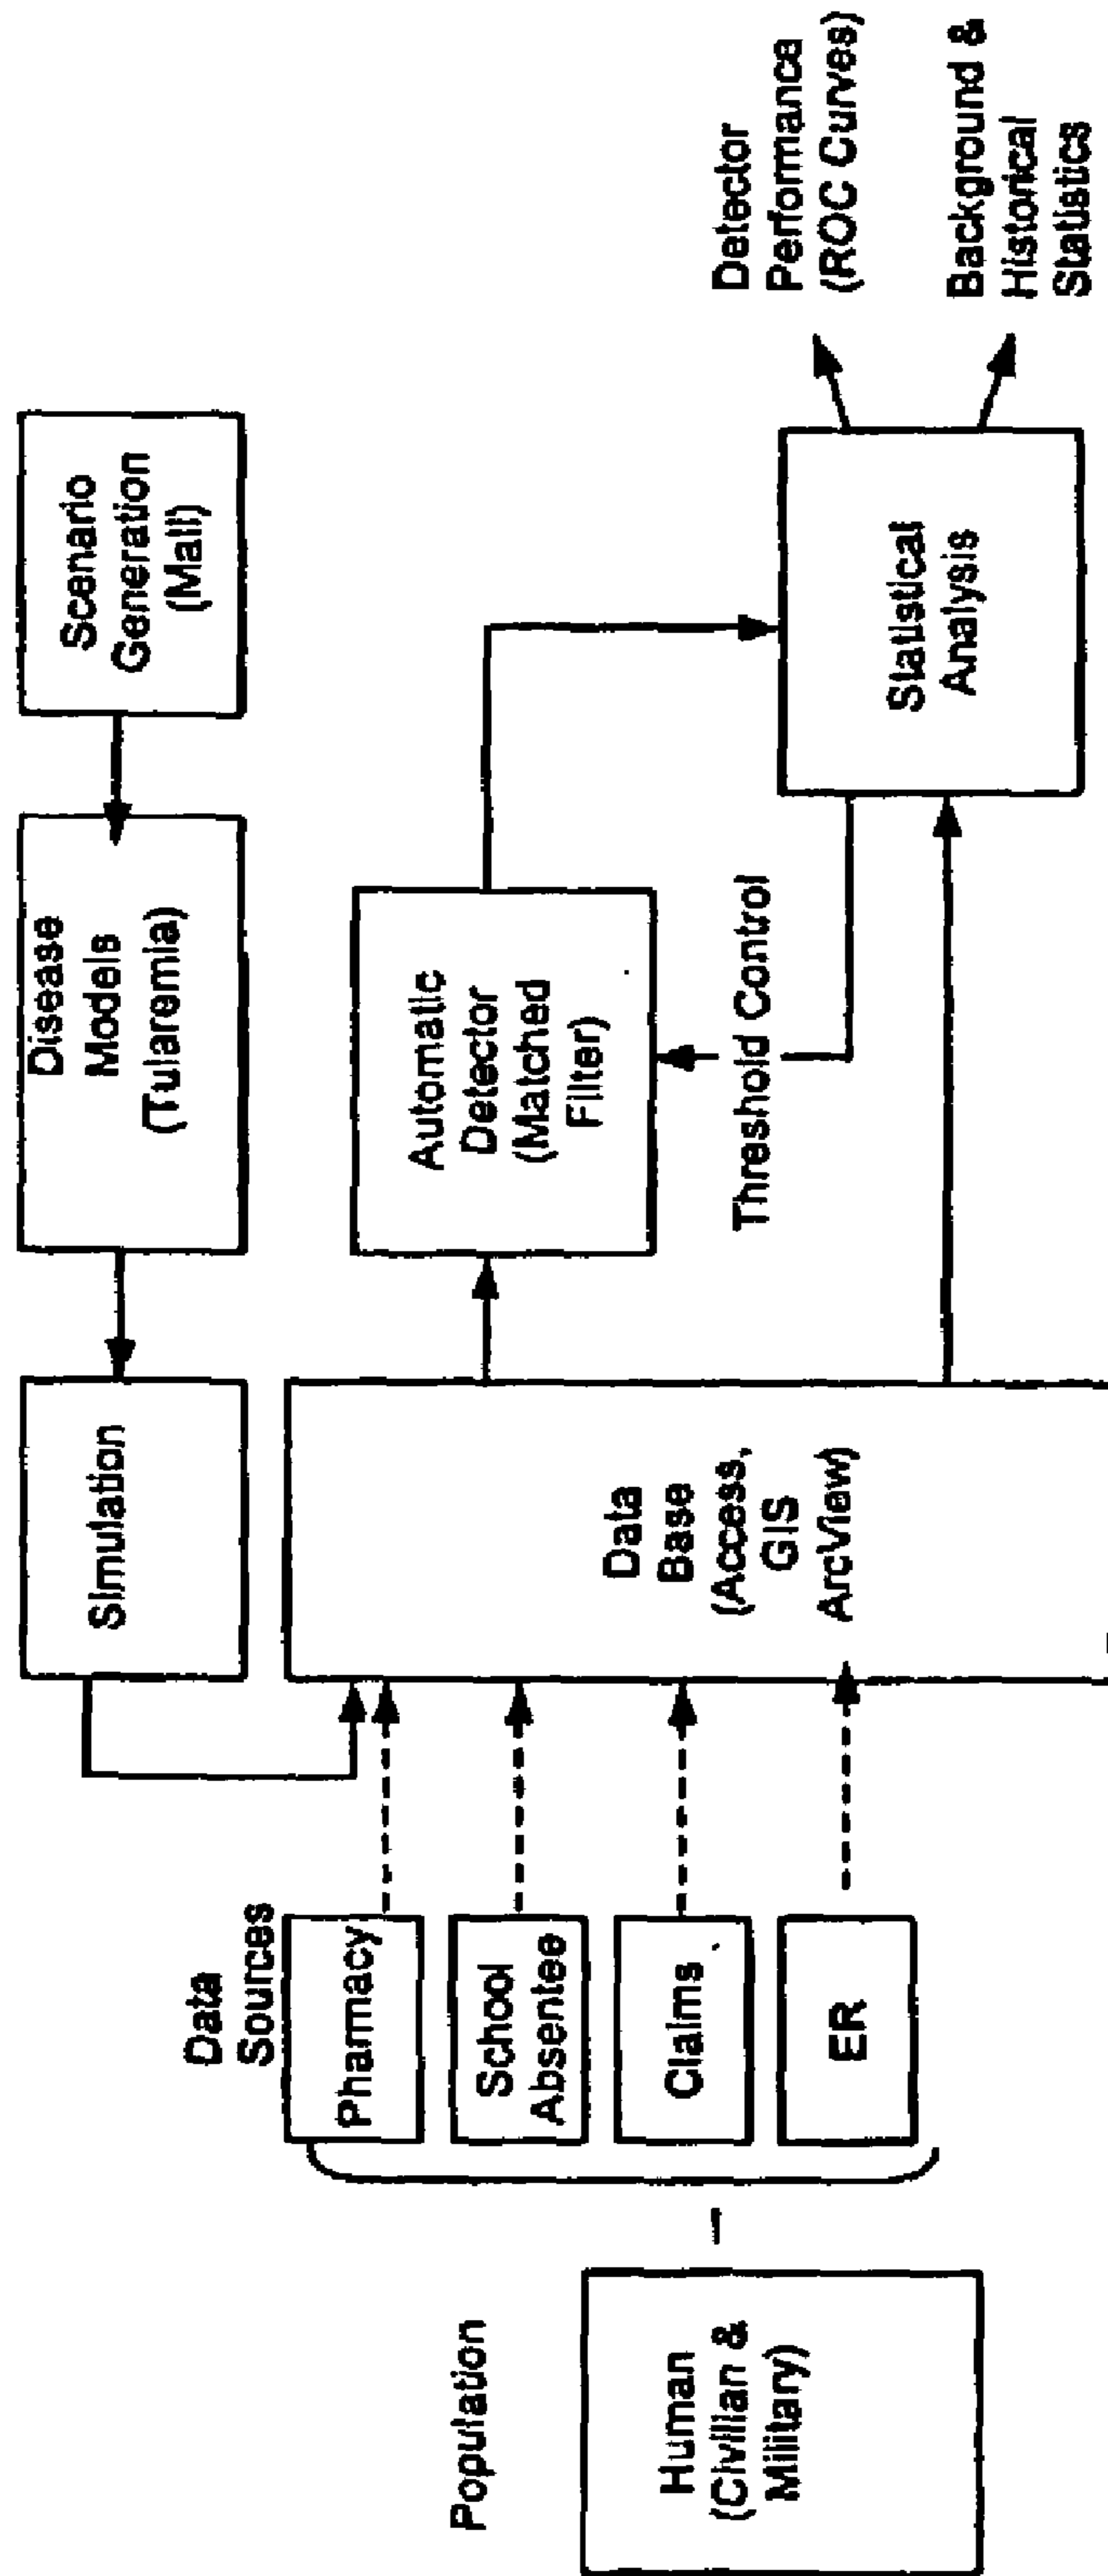 Scenario
Generation
(Mall)
Disease
Models
(Tularemia)
Simulation
Data
Sources
Pharmacy
School
Absentee
Claims
ER
Population
Human
(Civilian &
Military)
Data
Base
(Access,
GIS
ArcView)
Automatic
Detector
(Matched
Filter)
Threshold Control
Statistical
Analysis
Detector
Performance
(ROC Curves)
Background &
Historical
Statistics